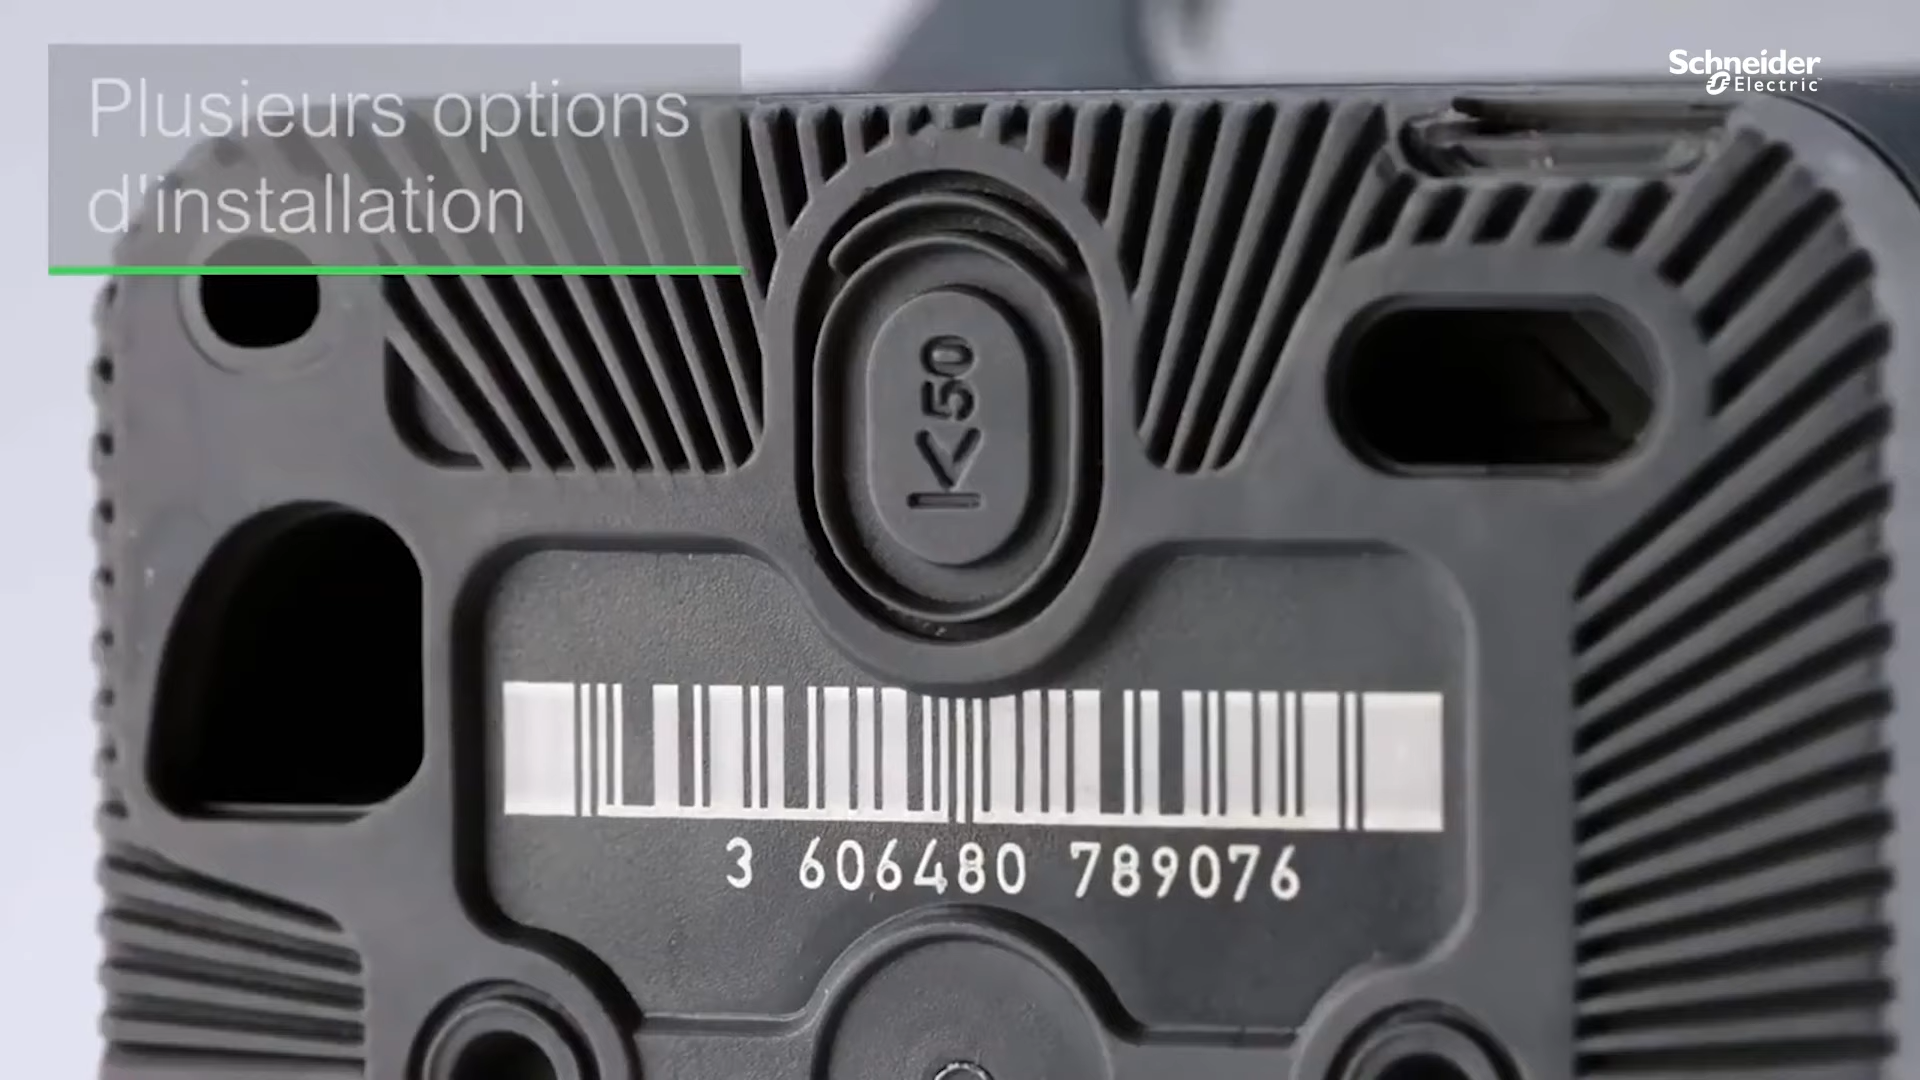 Plusieurs options
d'installation
Schneider
Electric
K50
3 606480 789076